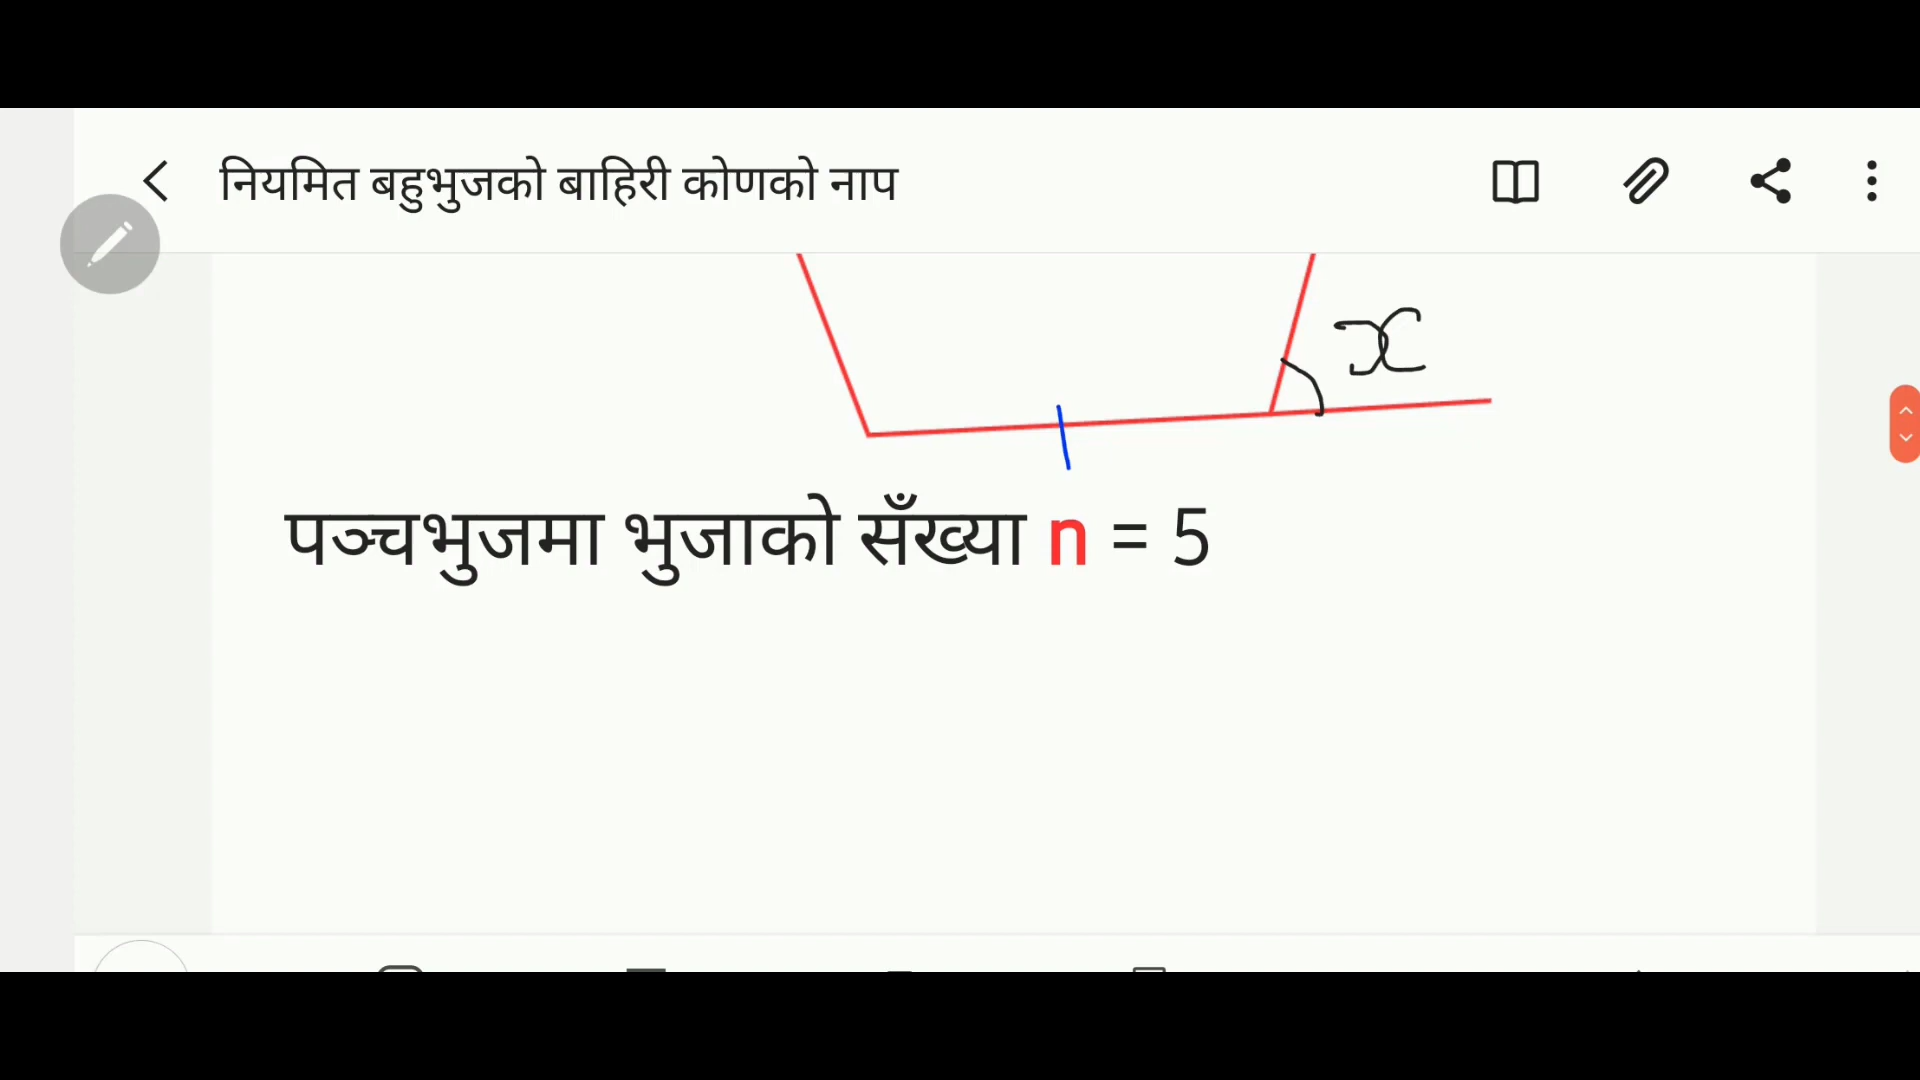 नियमित बहुभुजको बाहिरी कोणको नाप
x
पञ्चभुजमा भुजाको सँख्या n = 5